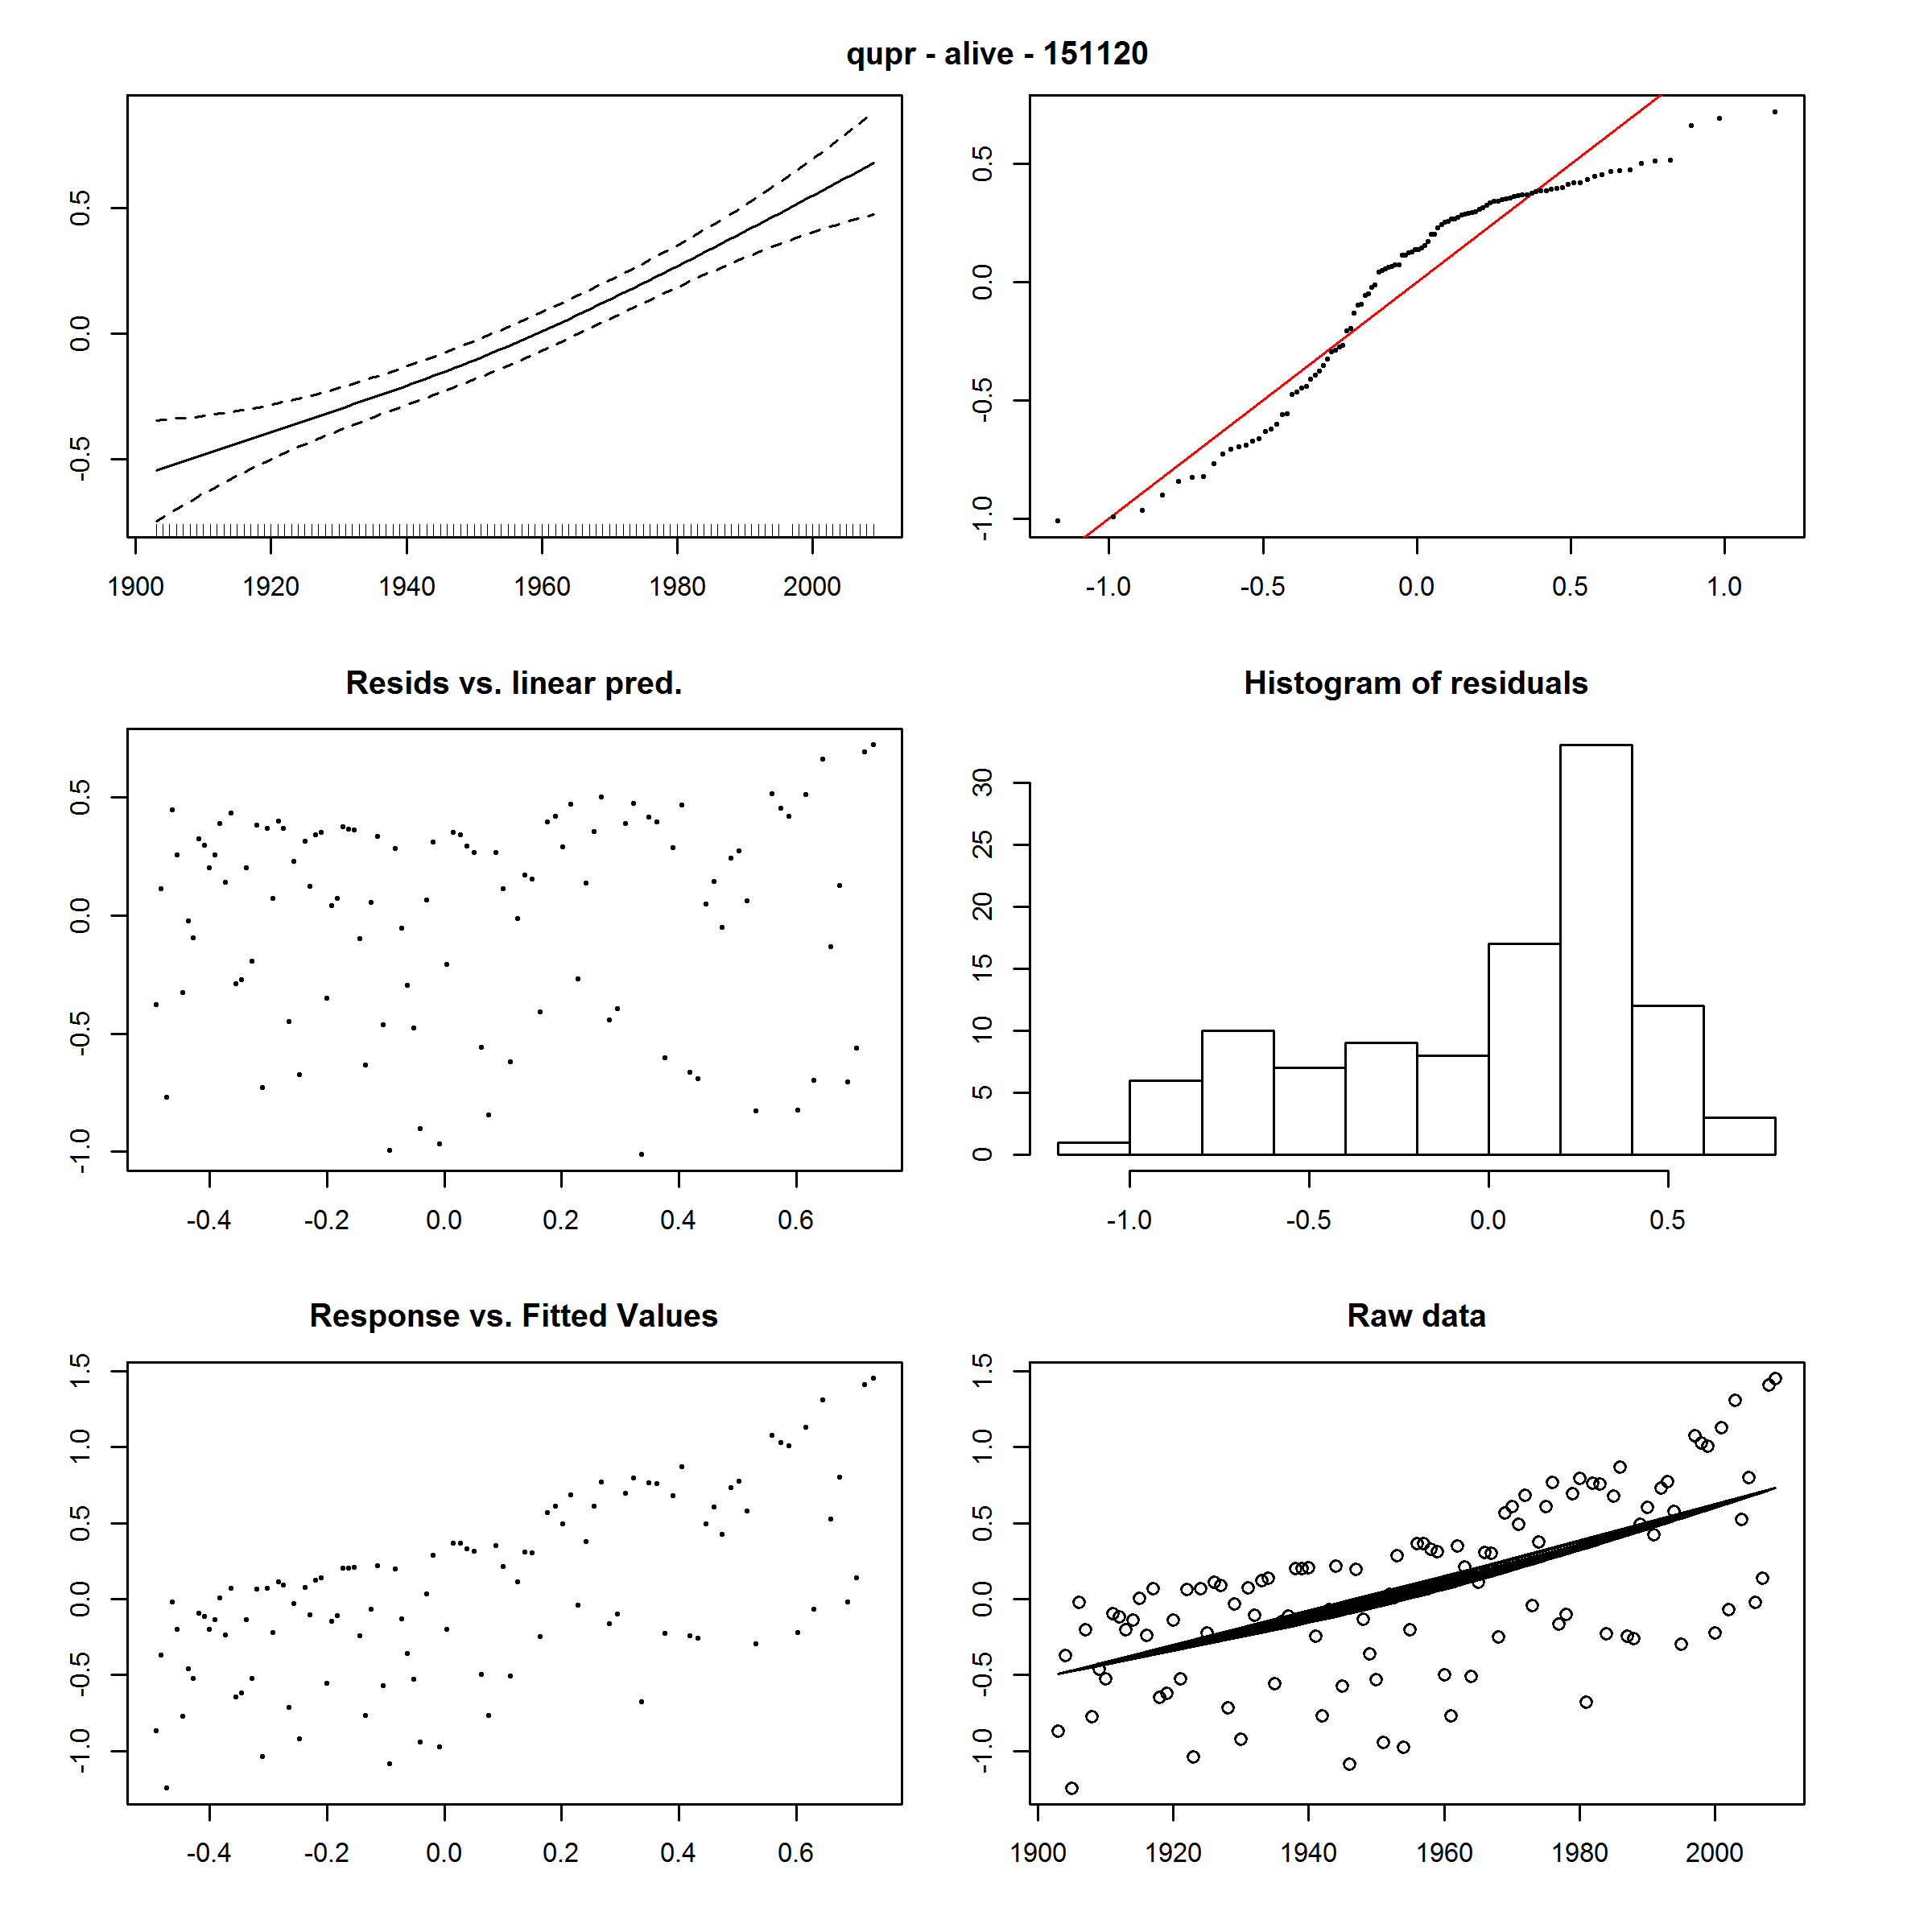 qupr - alive - 151120
0.5
0.0
-0.5
1900 1920 1940 1960 1980 2000
0.5
0.0
-0.5
-1.0
-1.0 -0.5 0.0 0.5 1.0
Resids vs. linear pred.
0.5
0.0
-0.5
-1.0
-0.4 -0.2 0.0 0.2 0.4 0.6
Histogram of residuals
30
25
20
15
10
5
0
-1.0 -0.5 0.0 0.5
Response vs. Fitted Values
1.5
1.0
0.5
0.0
-0.5
-1.0
-0.4 -0.2 0.0 0.2 0.4 0.6
Raw data
1.5
1.0
0.5
0.0
-0.5
-1.0
1900 1920 1940 1960 1980 2000